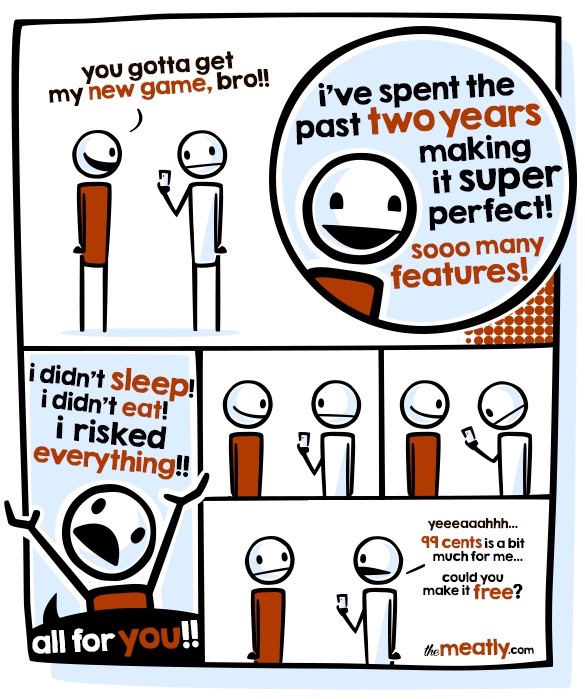 you gotta get
my new game, bro!!
i've spent the
past two years
making
it super
perfect!
sooo many
features!
i didn't sleep!
i didn't eat!
i risked
everything!!
all for you!!
yeeeaaahhh...
99 cents is a bit
much for me...
could you
make it free?
themeatly.com